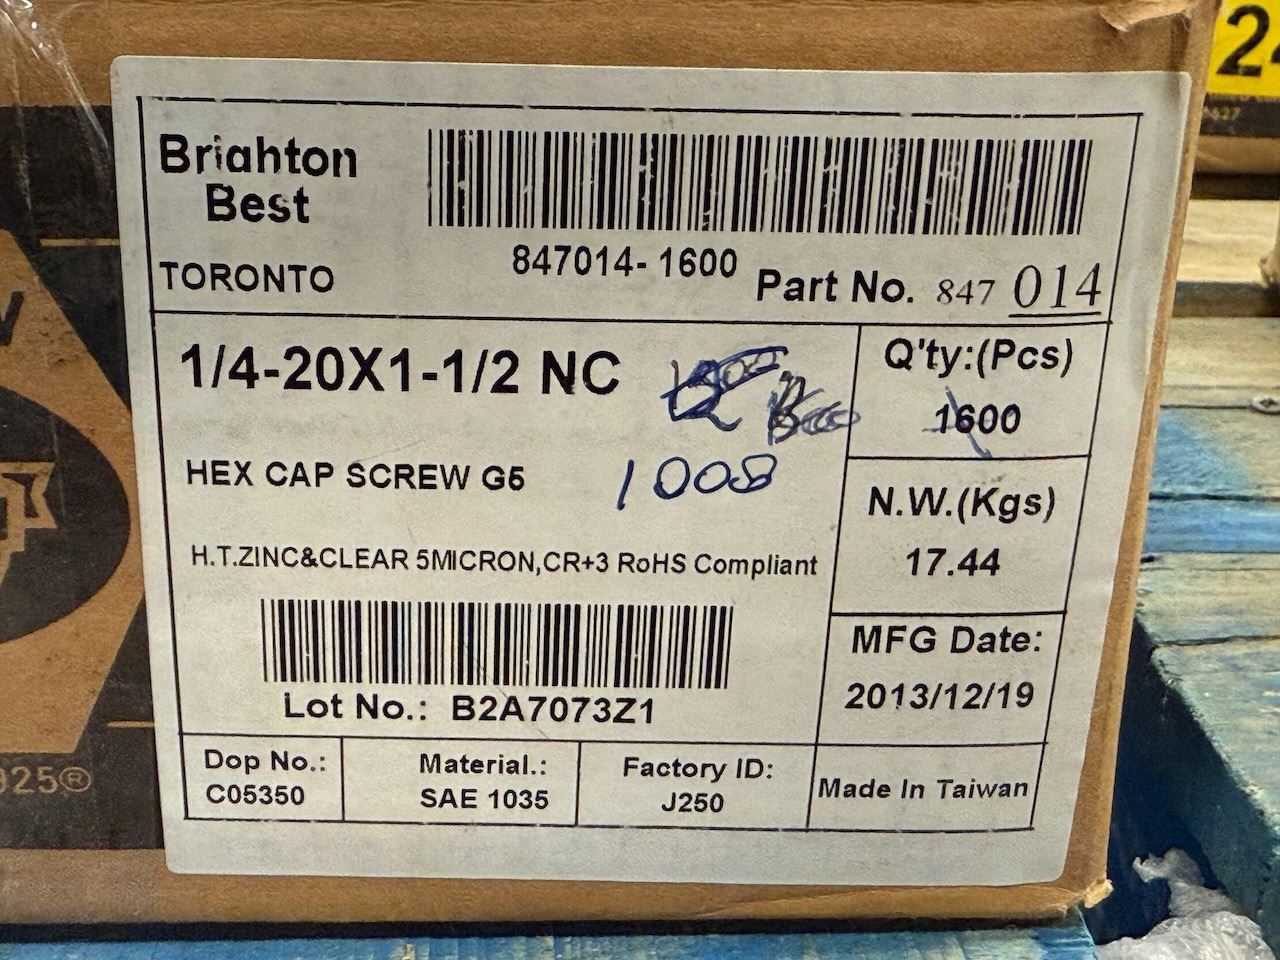 Brighton
Best
TORONTO
847014-1600
Part No. 847 014
1/4-20X1-1/2 NC
HEX CAP SCREW G5
1008
H.T.ZINC&CLEAR 5MICRON,CR+3 RoHS Compliant
Lot No.: B2A7073Z1
Q'ty:(Pcs)
1600
N.W.(Kgs)
17.44
MFG Date:
2013/12/19
Dop No.:
C05350
Material.:
SAE 1035
Factory ID:
J250
Made In Taiwan
925®